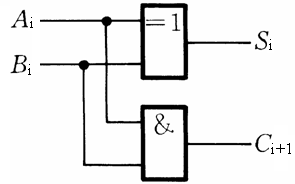 Aᵢ
=1
Sᵢ
Bᵢ
&
Cᵢ₊₁